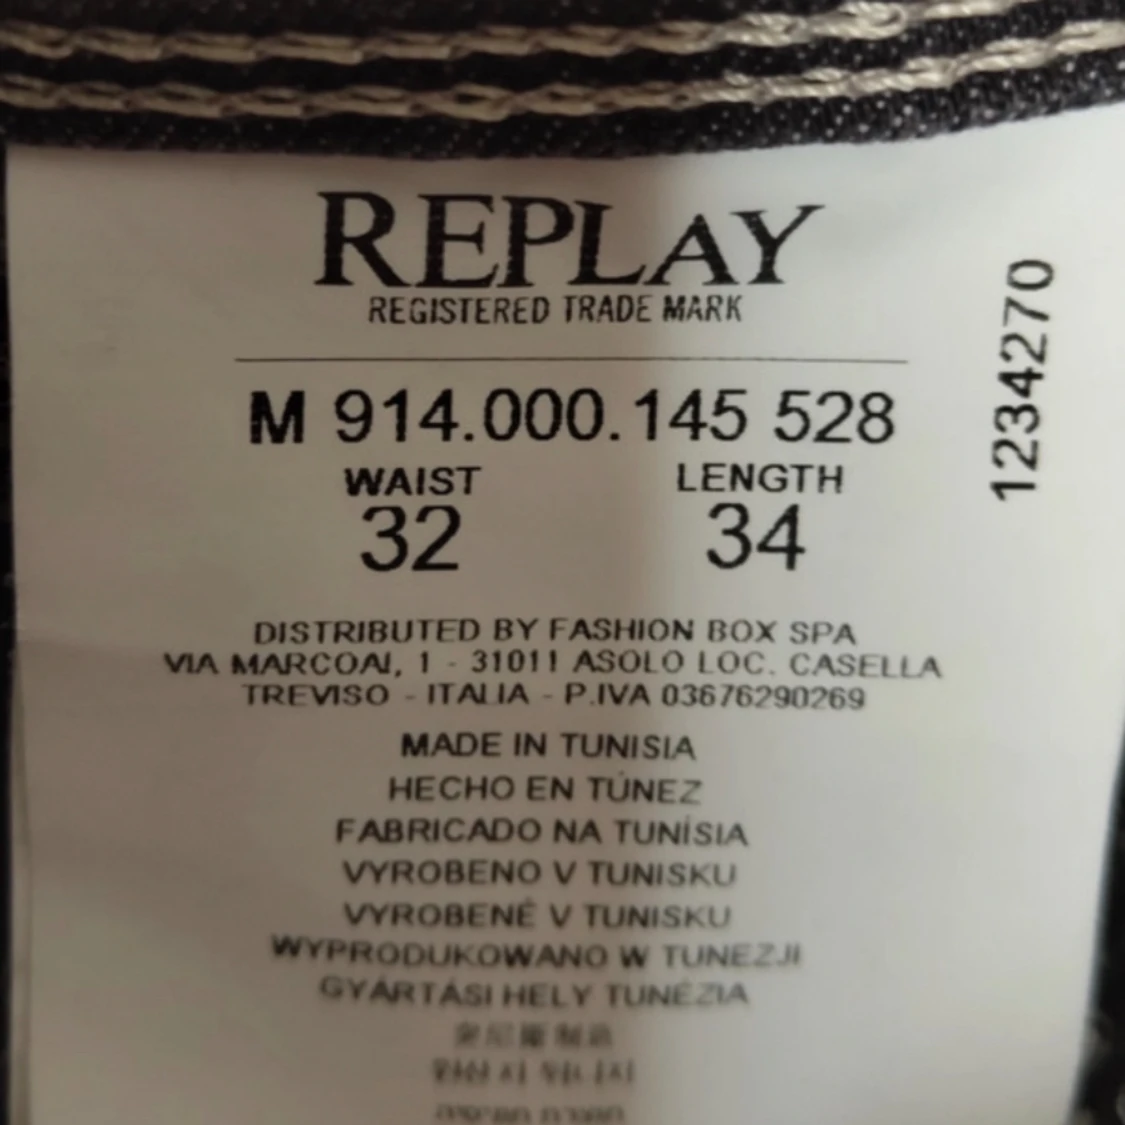 REPLAY
REGISTERED TRADE MARK
M 914.000.145 528
WAIST LENGTH
32 34
1234270
DISTRIBUTED BY FASHION BOX SPA
VIA MARCOAI, 1 - 31011 ASOLO LOC. CASELLA
TREVISO - ITALIA - P.IVA 03676290269
MADE IN TUNISIA
HECHO EN TÚNEZ
FABRICADO NA TUNÍSIA
VYROBENO V TUNISKU
VYROBENÉ V TUNISKU
WYPRODUKOWANO W TUNEZJI
GYÁRTÁSI HELY TUNÉZIA